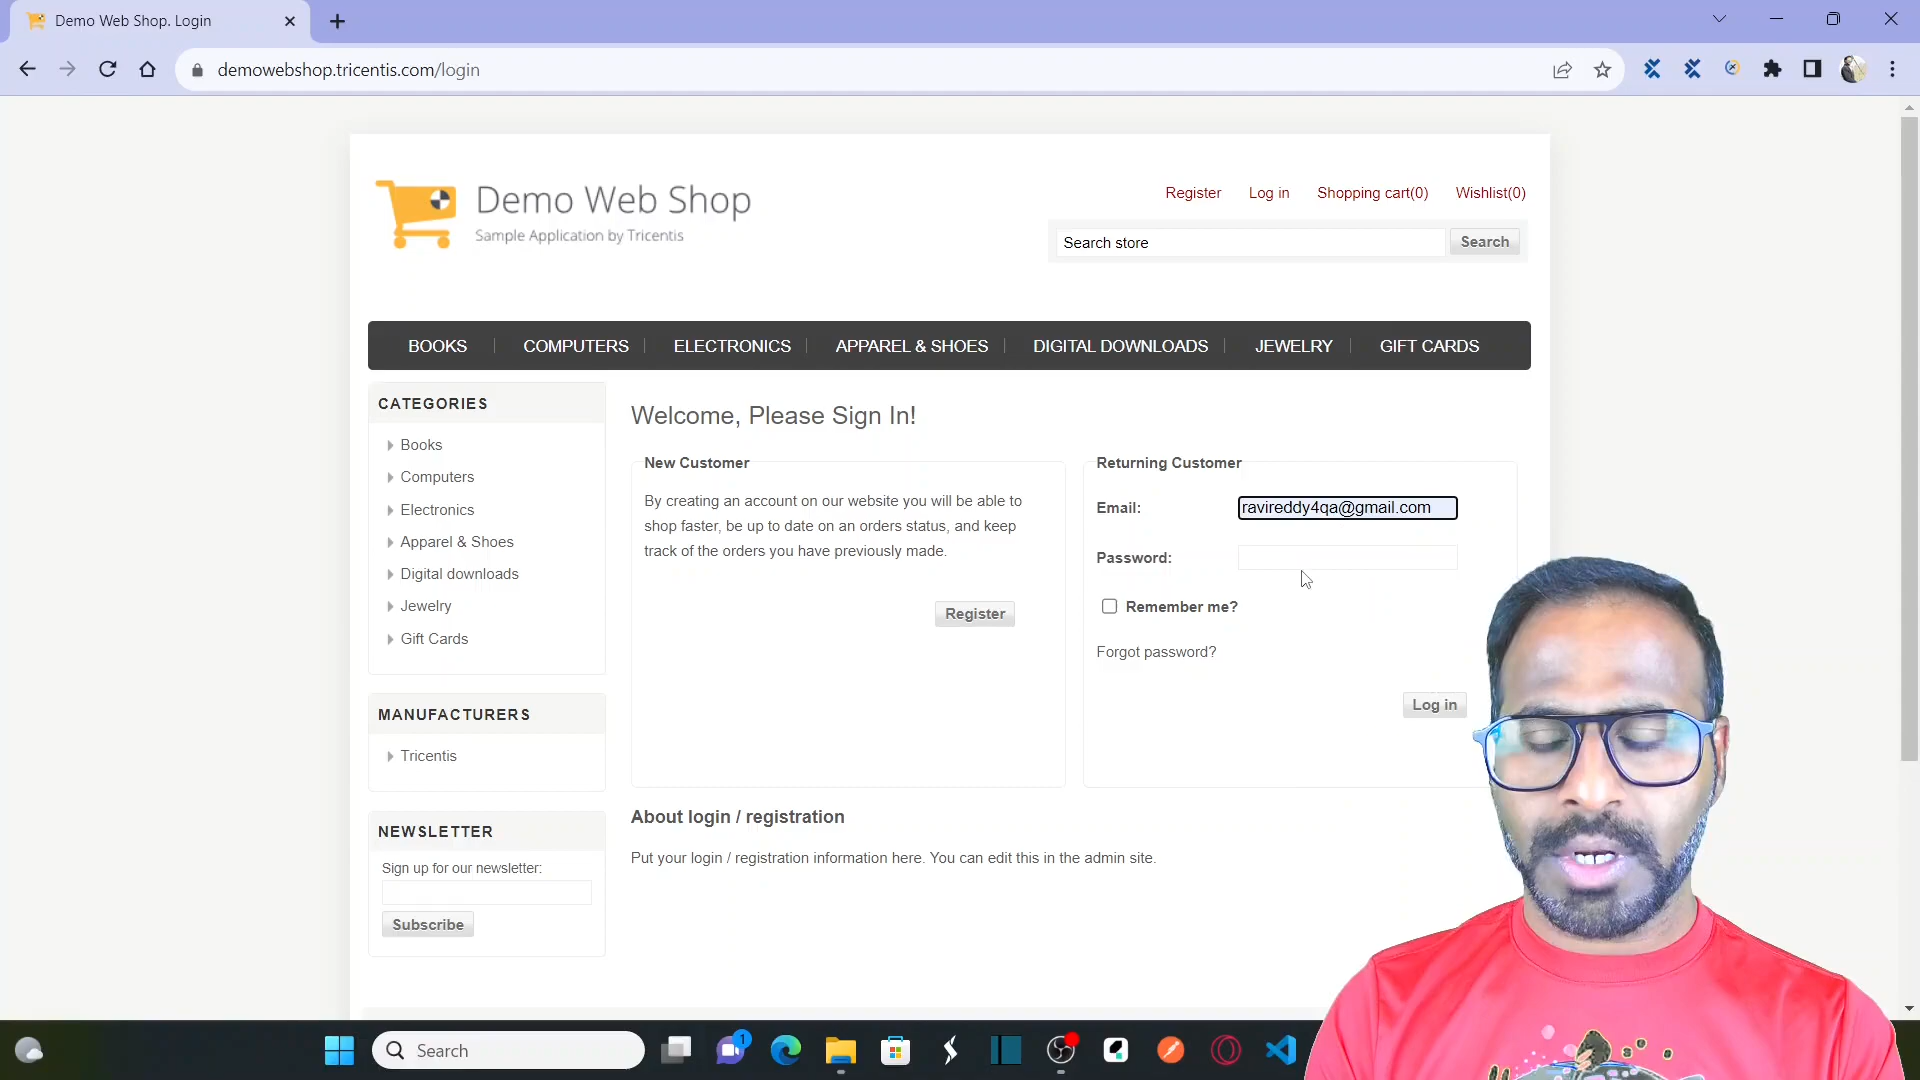 Demo Web Shop. Login
demowebshop.tricentis.com/login
Demo Web Shop
Sample Application by Tricentis
Register Log in Shopping cart(0) Wishlist(0)
Search store Search
BOOKS COMPUTERS ELECTRONICS APPAREL & SHOES DIGITAL DOWNLOADS JEWELRY GIFT CARDS
CATEGORIES
Books
Computers
Electronics
Apparel & Shoes
Digital downloads
Jewelry
Gift Cards
MANUFACTURERS
Tricentis
NEWSLETTER
Sign up for our newsletter:
Subscribe
Welcome, Please Sign In!
New Customer
By creating an account on our website you will be able to
shop faster, be up to date on an orders status, and keep
track of the orders you have previously made.
Register
Returning Customer
Email: ravireddy4qa@gmail.com
Password:
Remember me?
Forgot password?
Log in
About login / registration
Put your login / registration information here. You can edit this in the admin site.
Search
1